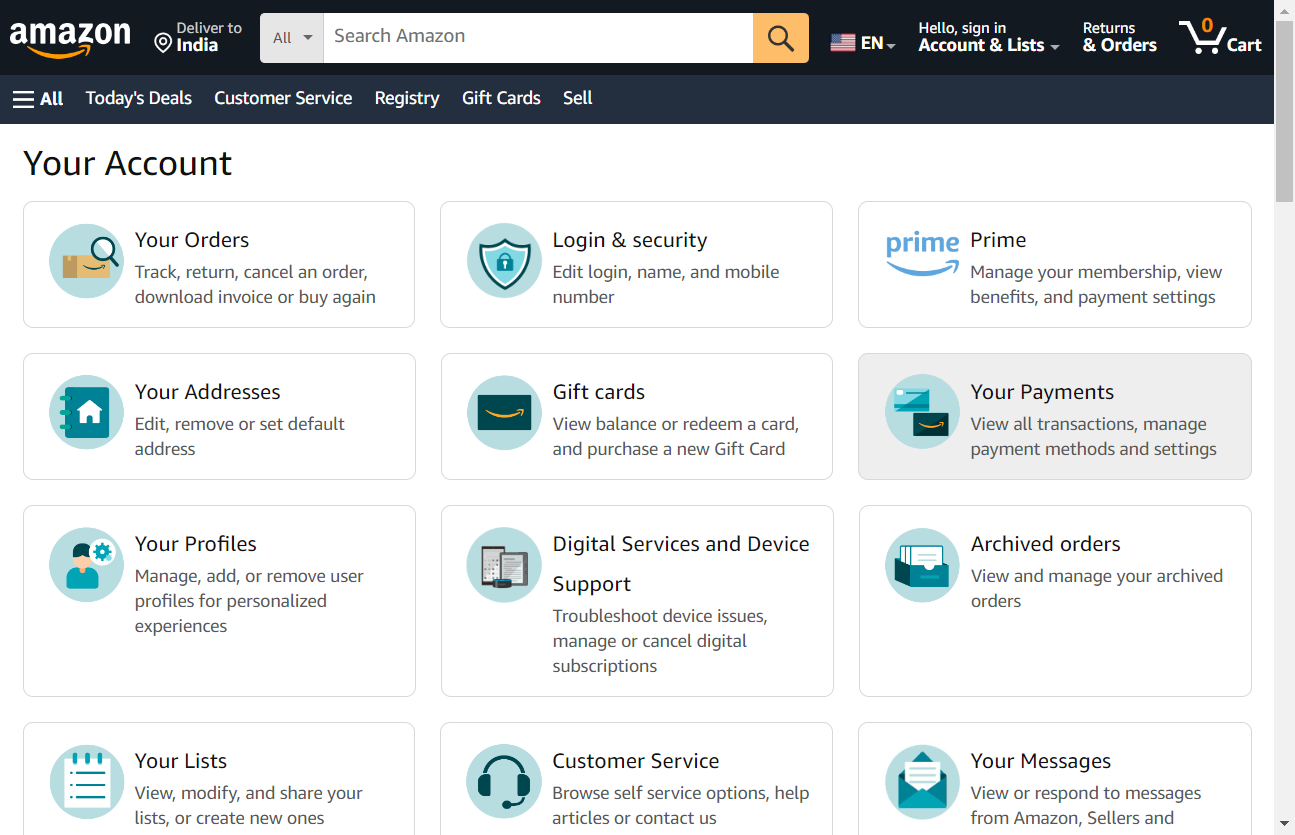 amazon
Deliver to
India
All
Search Amazon
EN
Hello, sign in
Account & Lists
Returns
& Orders
0
Cart
All
Today's Deals
Customer Service
Registry
Gift Cards
Sell
Your Account
Your Orders
Track, return, cancel an order,
download invoice or buy again
Login & security
Edit login, name, and mobile
number
prime
Prime
Manage your membership, view
benefits, and payment settings
Your Addresses
Edit, remove or set default
address
Gift cards
View balance or redeem a card,
and purchase a new Gift Card
Your Payments
View all transactions, manage
payment methods and settings
Your Profiles
Manage, add, or remove user
profiles for personalized
experiences
Digital Services and Device
Support
Troubleshoot device issues,
manage or cancel digital
subscriptions
Archived orders
View and manage your archived
orders
Your Lists
View, modify, and share your
lists, or create new ones
Customer Service
Browse self service options, help
articles or contact us
Your Messages
View or respond to messages
from Amazon, Sellers and